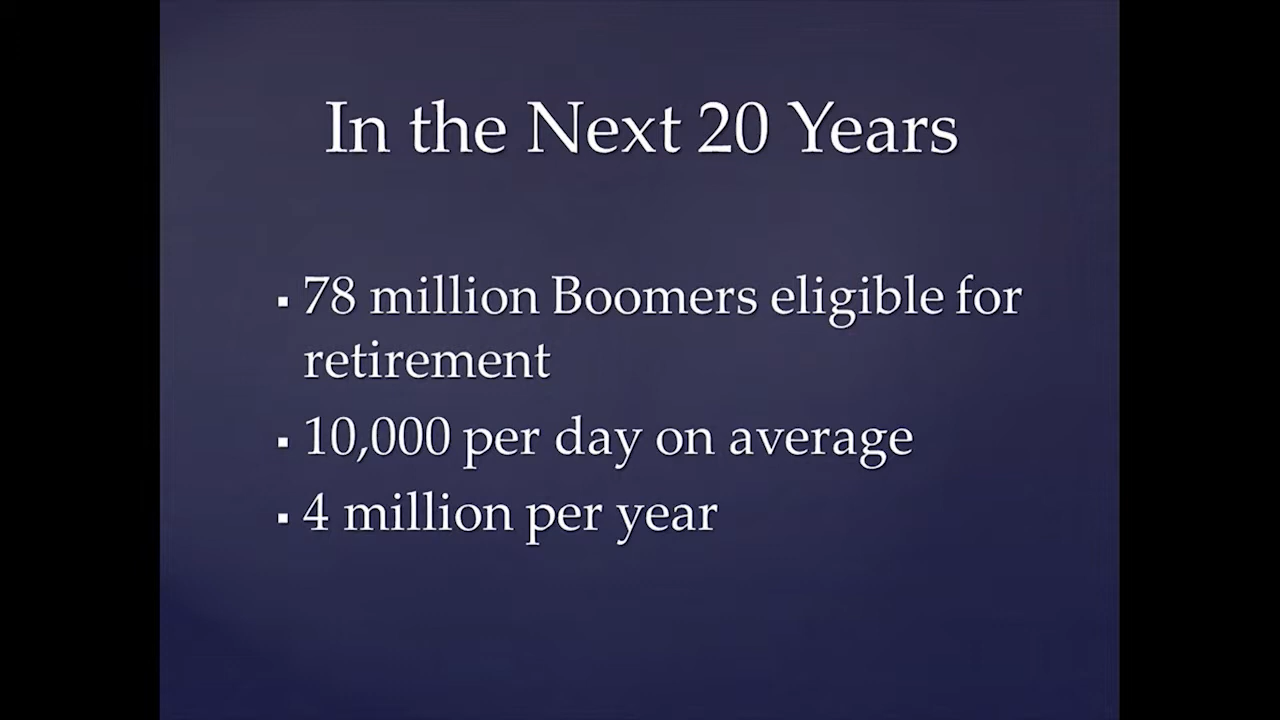 In the Next 20 Years
▪ 78 million Boomers eligible for
retirement
▪ 10,000 per day on average
▪ 4 million per year